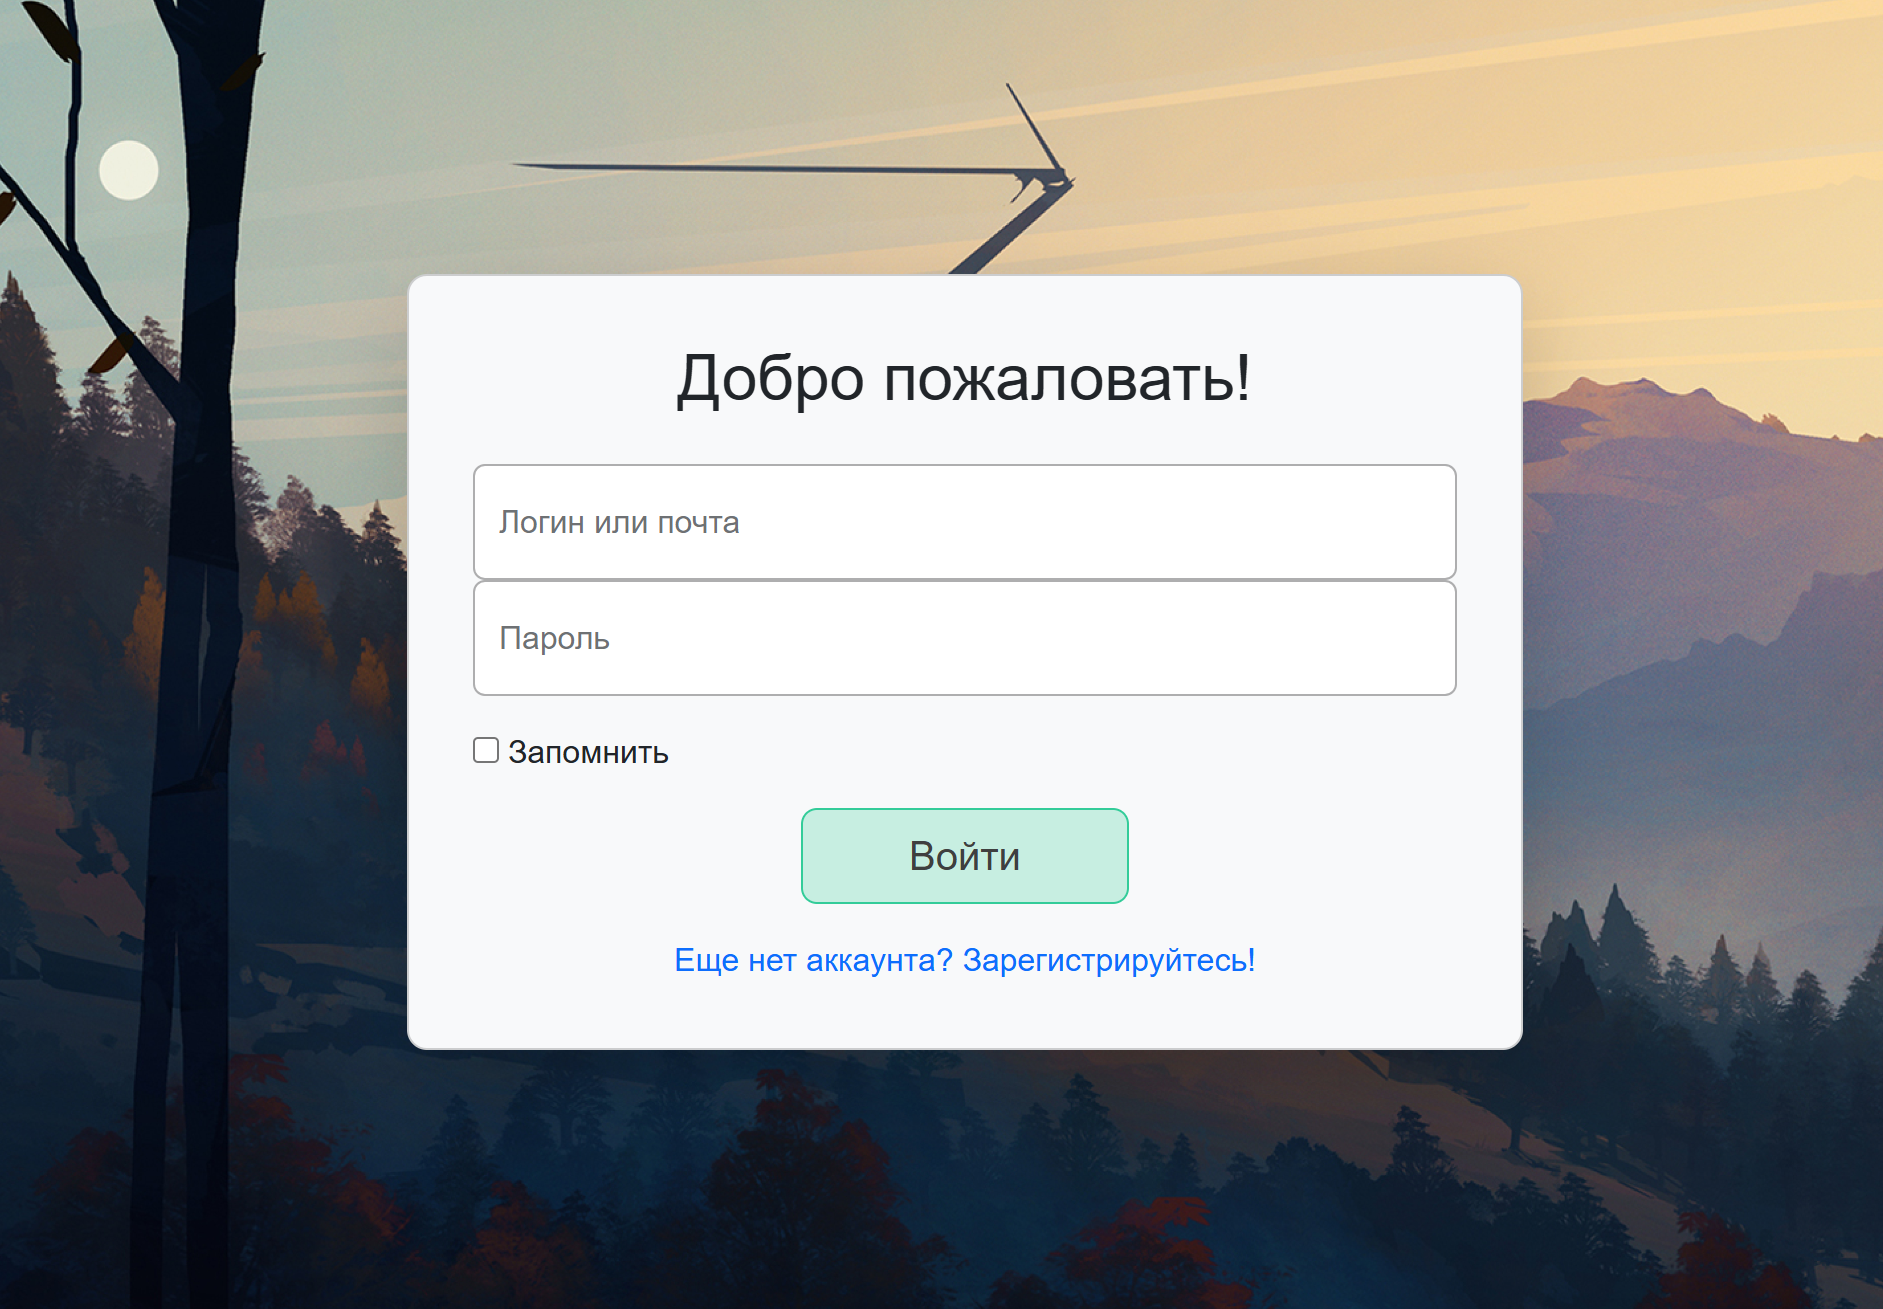 Добро пожаловать!
Логин или почта
Пароль
Запомнить
Войти
Еще нет аккаунта? Зарегистрируйтесь!